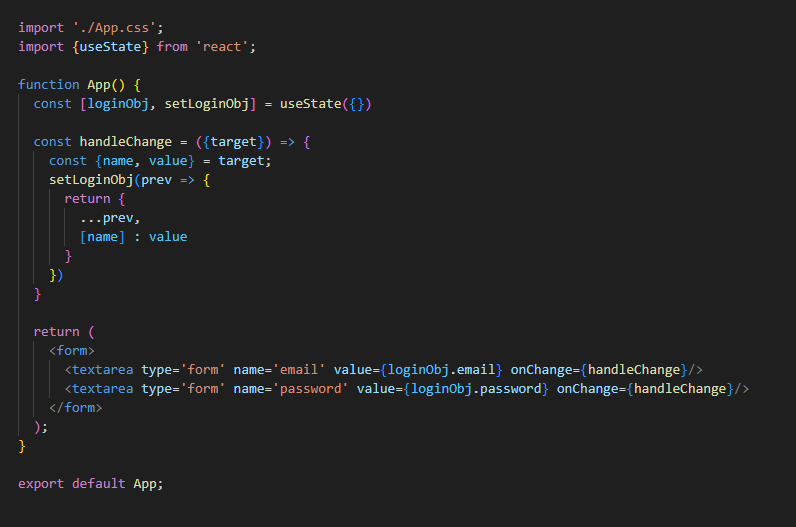 import './App.css';
import {useState} from 'react';
function App() {
const [loginObj, setLoginObj] = useState({})
const handleChange = ({target}) => {
const {name, value} = target;
setLoginObj(prev => {
return {
...prev,
[name] : value
}
})
}
return (
<form>
<textarea type='form' name='email' value={loginObj.email} onChange={handleChange}/>
<textarea type='form' name='password' value={loginObj.password} onChange={handleChange}/>
</form>
);
}
export default App;